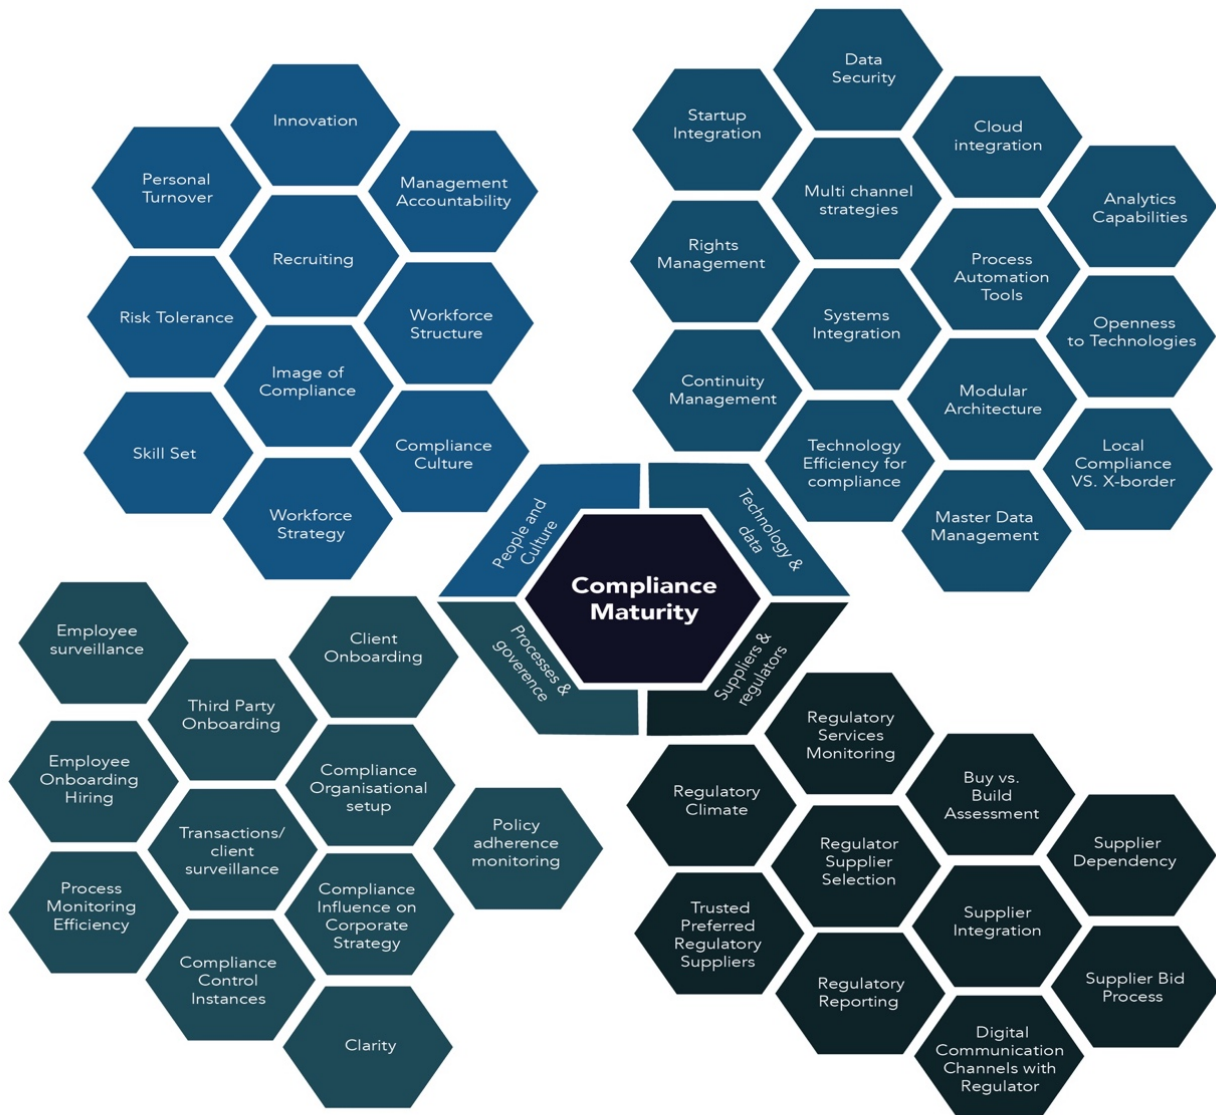 Innovation
Personal
Turnover
Management
Accountability
Recruiting
Risk Tolerance
Workforce
Structure
Image of
Compliance
Skill Set
Compliance
Culture
Workforce
Strategy
Data
Security
Startup
Integration
Cloud
integration
Multi channel
strategies
Analytics
Capabilities
Rights
Management
Process
Automation
Tools
Systems
Integration
Openness
to Technologies
Continuity
Management
Modular
Architecture
Technology
Efficiency for
compliance
Local
Compliance
VS. X-border
Master Data
Management
People and
Culture
Technology &
data
Compliance
Maturity
Processes &
goverence
Suppliers &
regulators
Employee
surveillance
Client
Onboarding
Third Party
Onboarding
Employee
Onboarding
Hiring
Compliance
Organisational
setup
Transactions/
client
surveillance
Policy
adherence
monitoring
Process
Monitoring
Efficiency
Compliance
Influence on
Corporate
Strategy
Compliance
Control
Instances
Clarity
Regulatory
Services
Monitoring
Regulatory
Climate
Buy vs.
Build
Assessment
Regulator
Supplier
Selection
Supplier
Dependency
Trusted
Preferred
Regulatory
Suppliers
Supplier
Integration
Regulatory
Reporting
Supplier Bid
Process
Digital
Communication
Channels with
Regulator